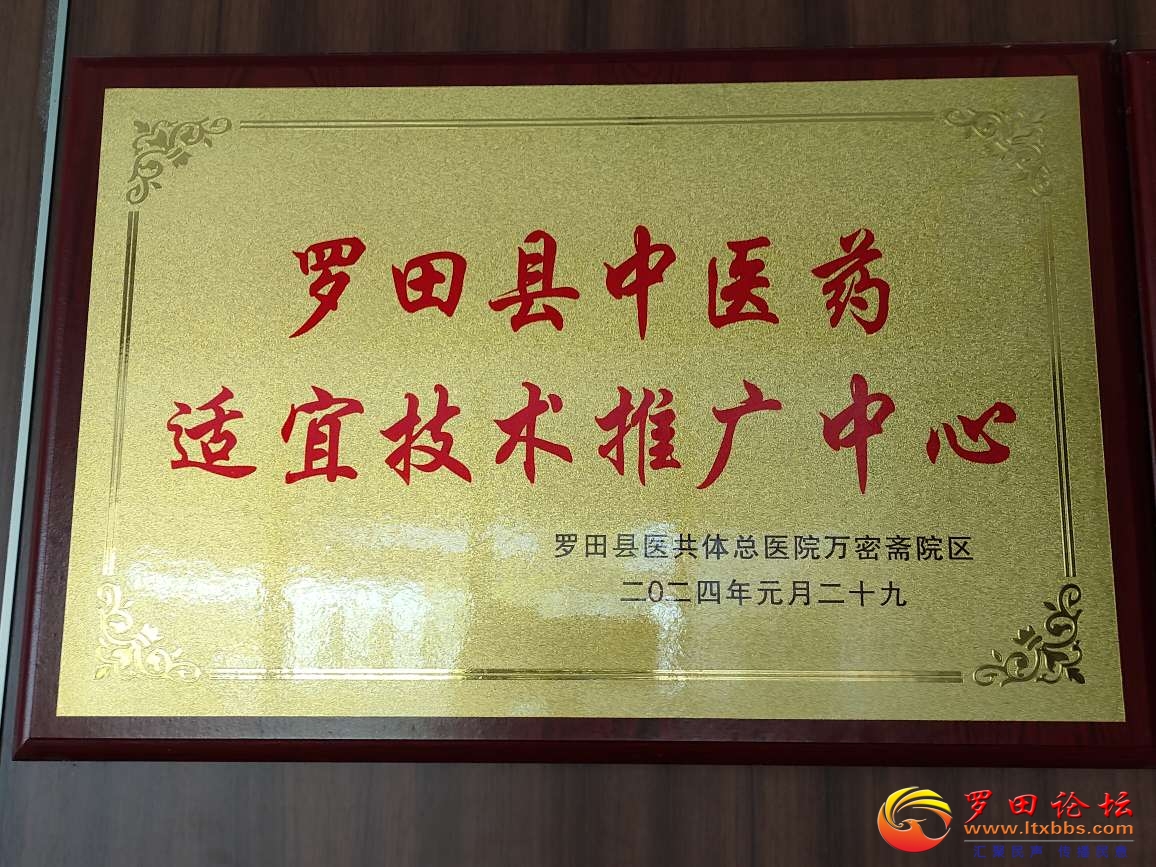 罗田县中医药
适宜技术推广中心
罗田县医共体总医院万密斋院区
二〇二四年元月二十九
罗田论坛
www.ltxbbs.com